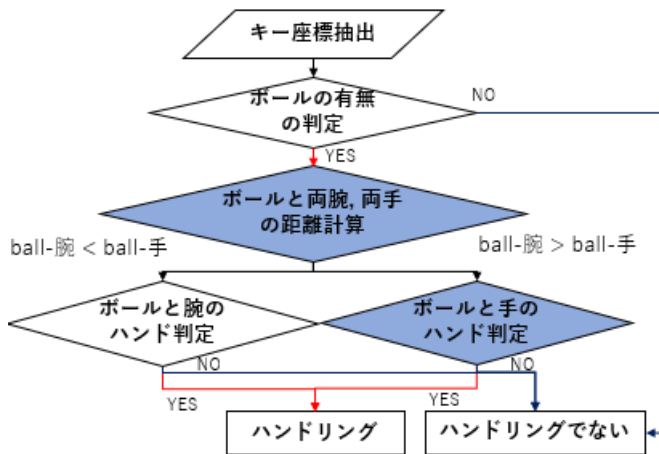 キー座標抽出
ボールの有無
の判定
NO
YES
ボールと両腕, 両手
の距離計算
ball-腕 < ball-手
ball-腕 > ball-手
ボールと腕の
ハンド判定
ボールと手の
ハンド判定
NO
NO
YES
YES
ハンドリング
ハンドリングでない